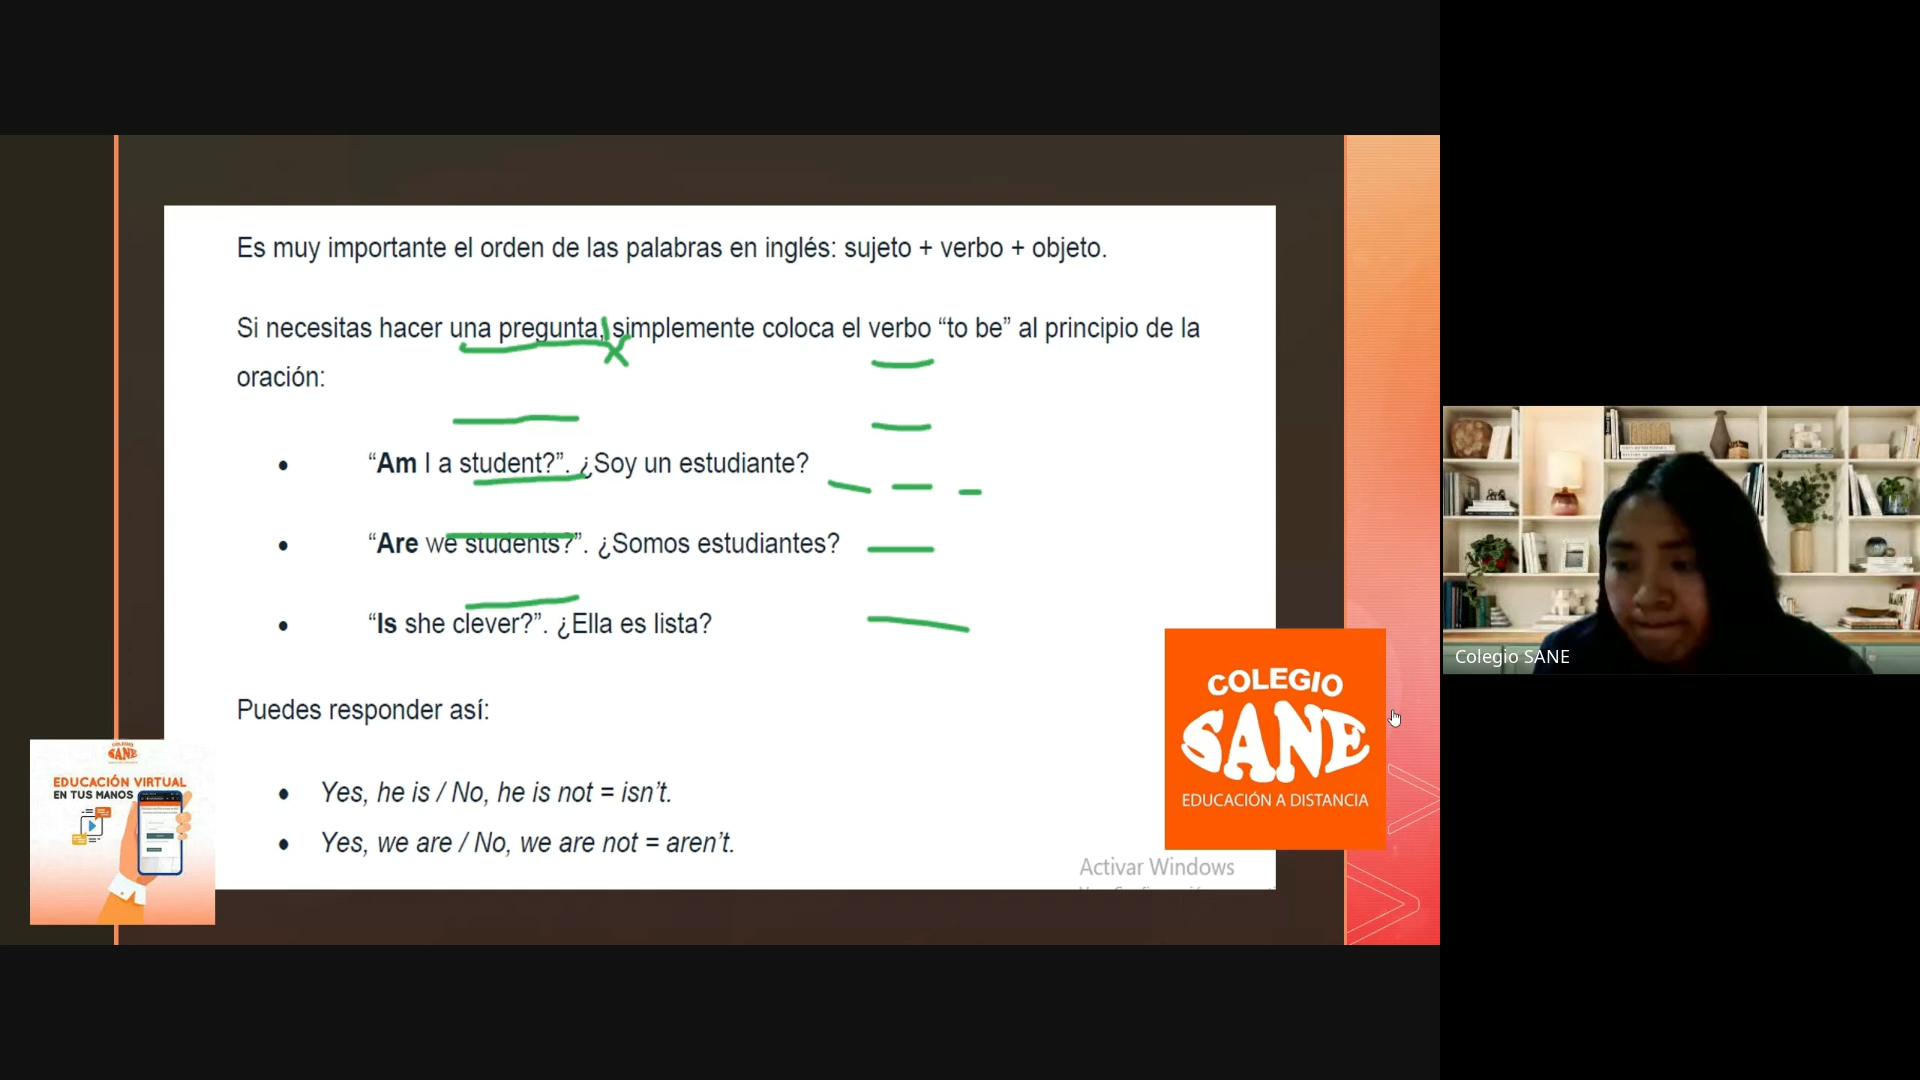 Es muy importante el orden de las palabras en inglés: sujeto + verbo + objeto.
Si necesitas hacer una pregunta, simplemente coloca el verbo “to be” al principio de la
oración:
“Am I a student?”. ¿Soy un estudiante?
“Are we students?”. ¿Somos estudiantes?
“Is she clever?”. ¿Ella es lista?
Puedes responder así:
Yes, he is / No, he is not = isn’t.
Yes, we are / No, we are not = aren’t.
COLEGIO
SANE
EDUCACIÓN A DISTANCIA
Activar Windows
COLEGIO
SANE
EDUCACIÓN VIRTUAL
EN TUS MANOS
Colegio SANE